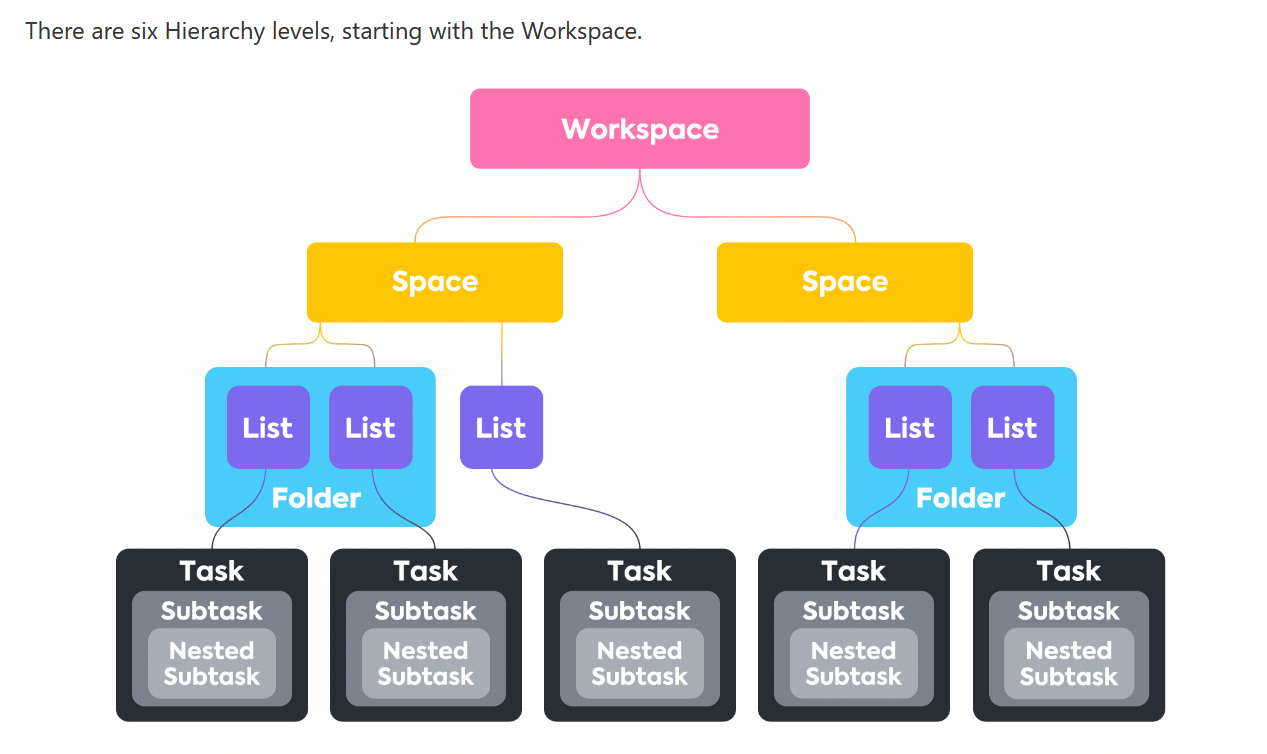 There are six Hierarchy levels, starting with the Workspace.
Workspace
Space
Space
List
List
Folder
List
List
List
Folder
Task
Subtask
Nested
Subtask
Task
Subtask
Nested
Subtask
Task
Subtask
Nested
Subtask
Task
Subtask
Nested
Subtask
Task
Subtask
Nested
Subtask